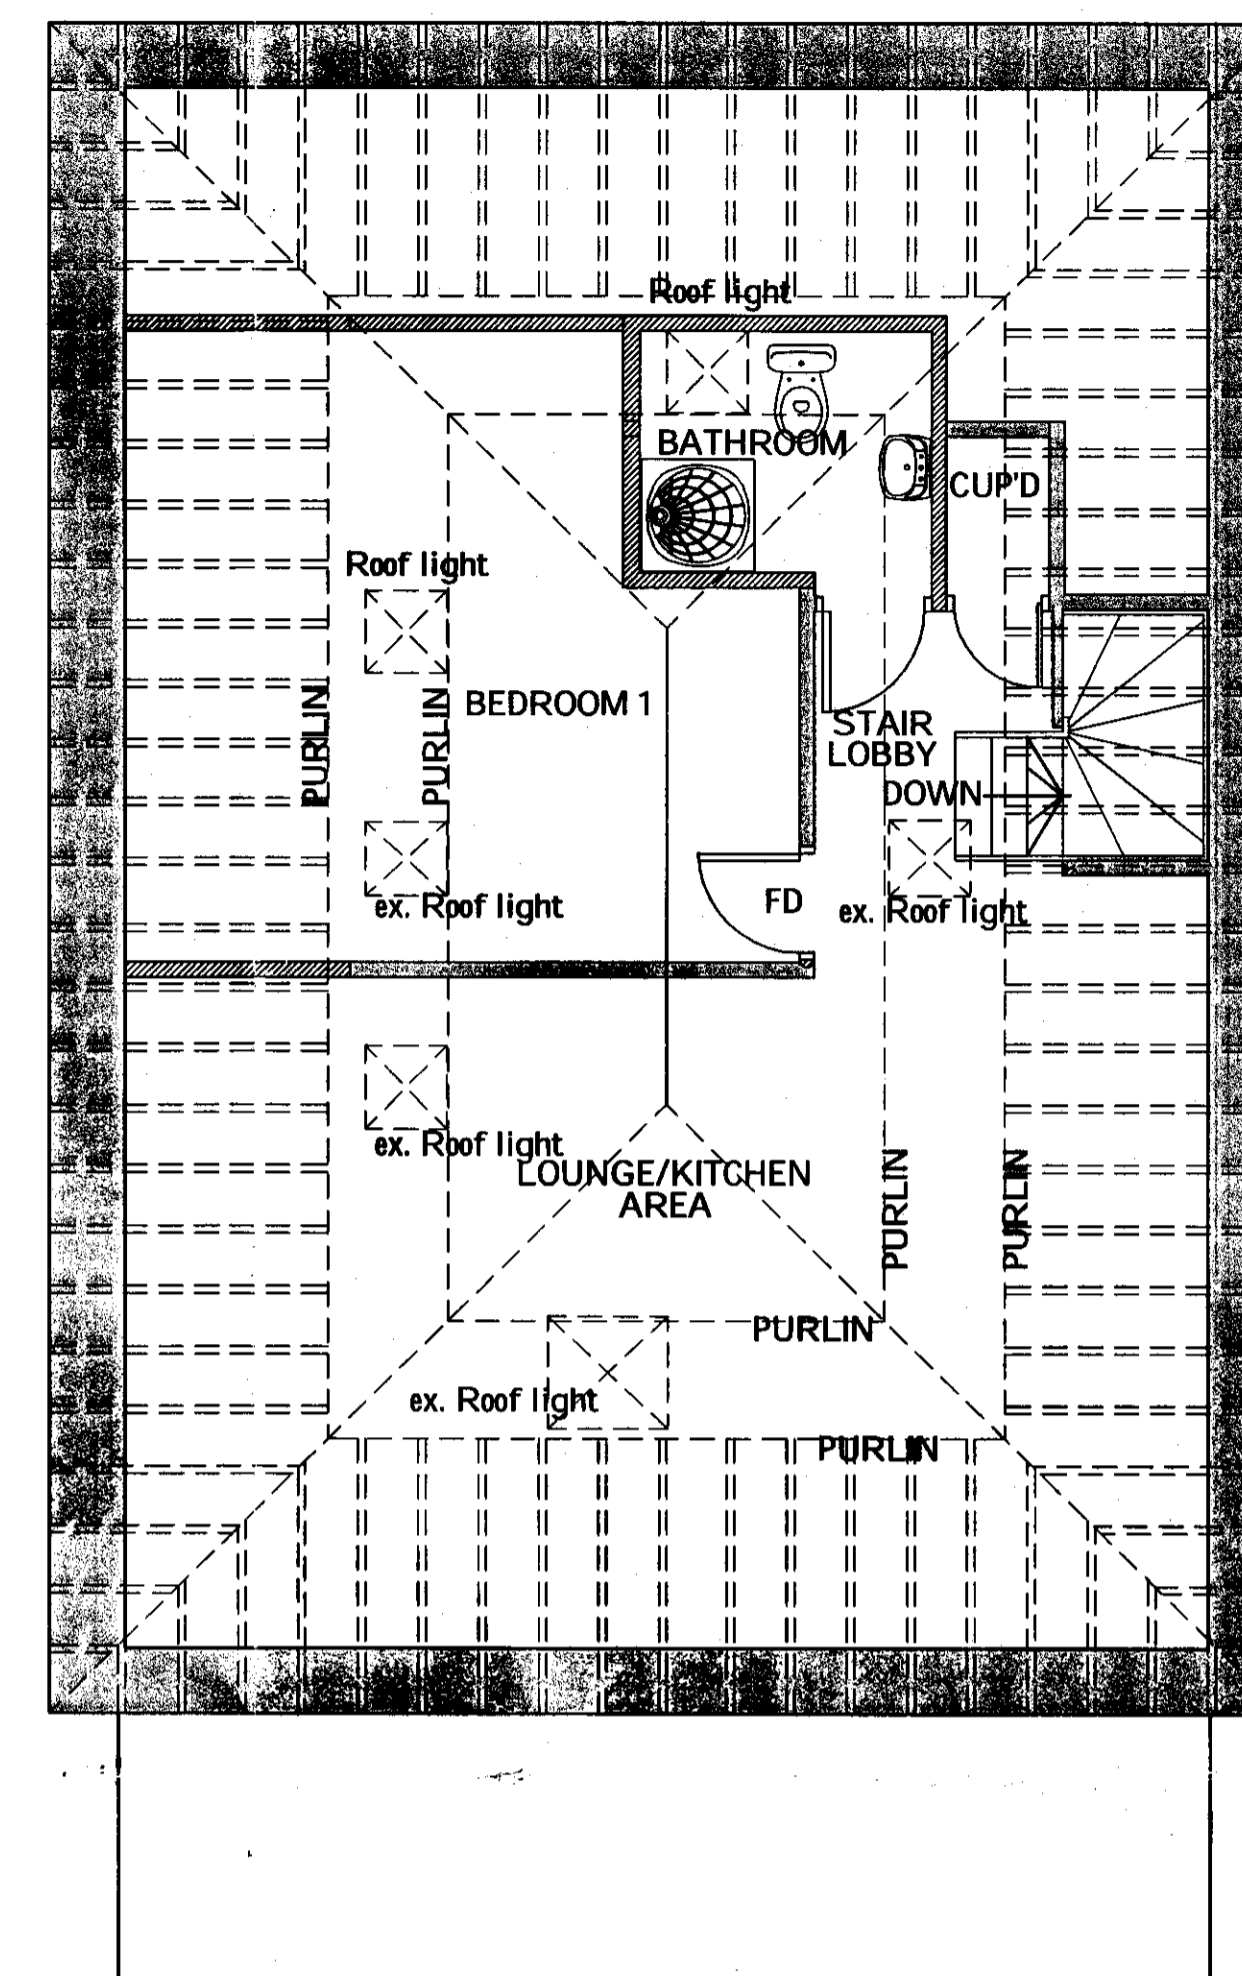 Roof light
BATHROOM
CUP'D
Roof light
PURLIN
PURLIN
BEDROOM 1
STAIR
LOBBY
DOWN
FD
ex. Roof light
ex. Roof light
ex. Roof light
LOUNGE/KITCHEN
AREA
PURLIN
PURLIN
PURLIN
ex. Roof light
PURLIN